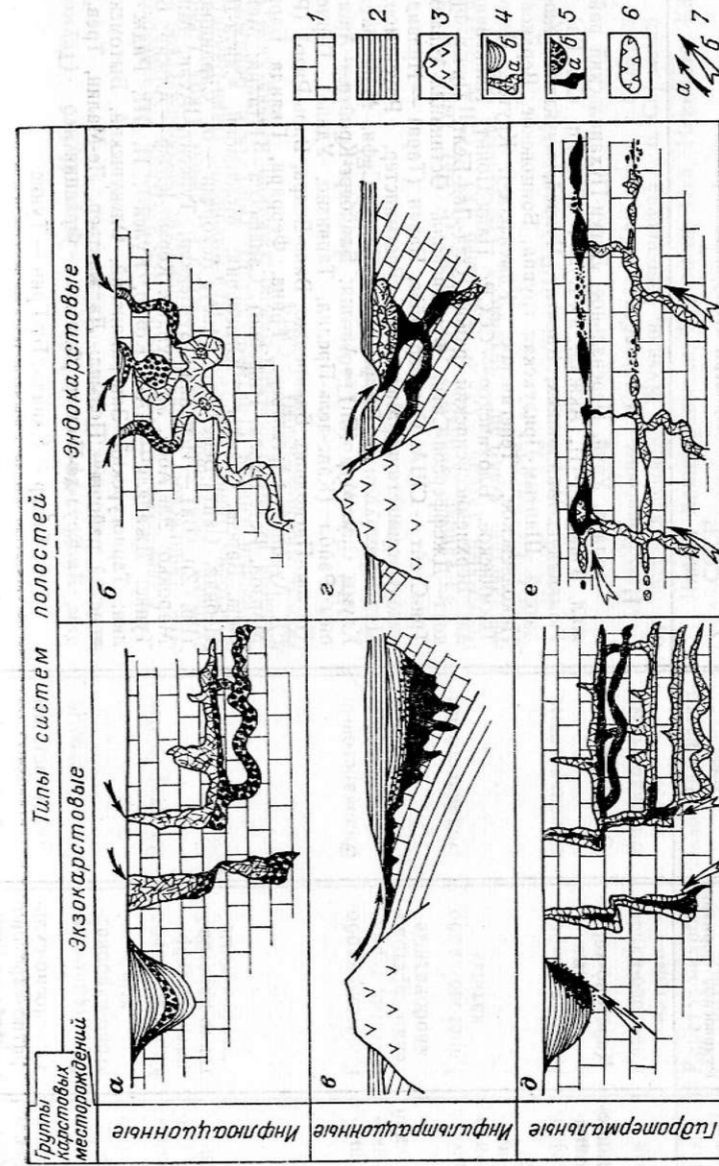 Группы
карстовых
месторождений
Типы систем полостей
Экзокарстовые
Эндокарстовые
Инфлюационные
а
б
Инфильтрационные
в
г
Гидротермальные
д
е
1
2
3
а
б
4
а
б
5
6
а
б
7